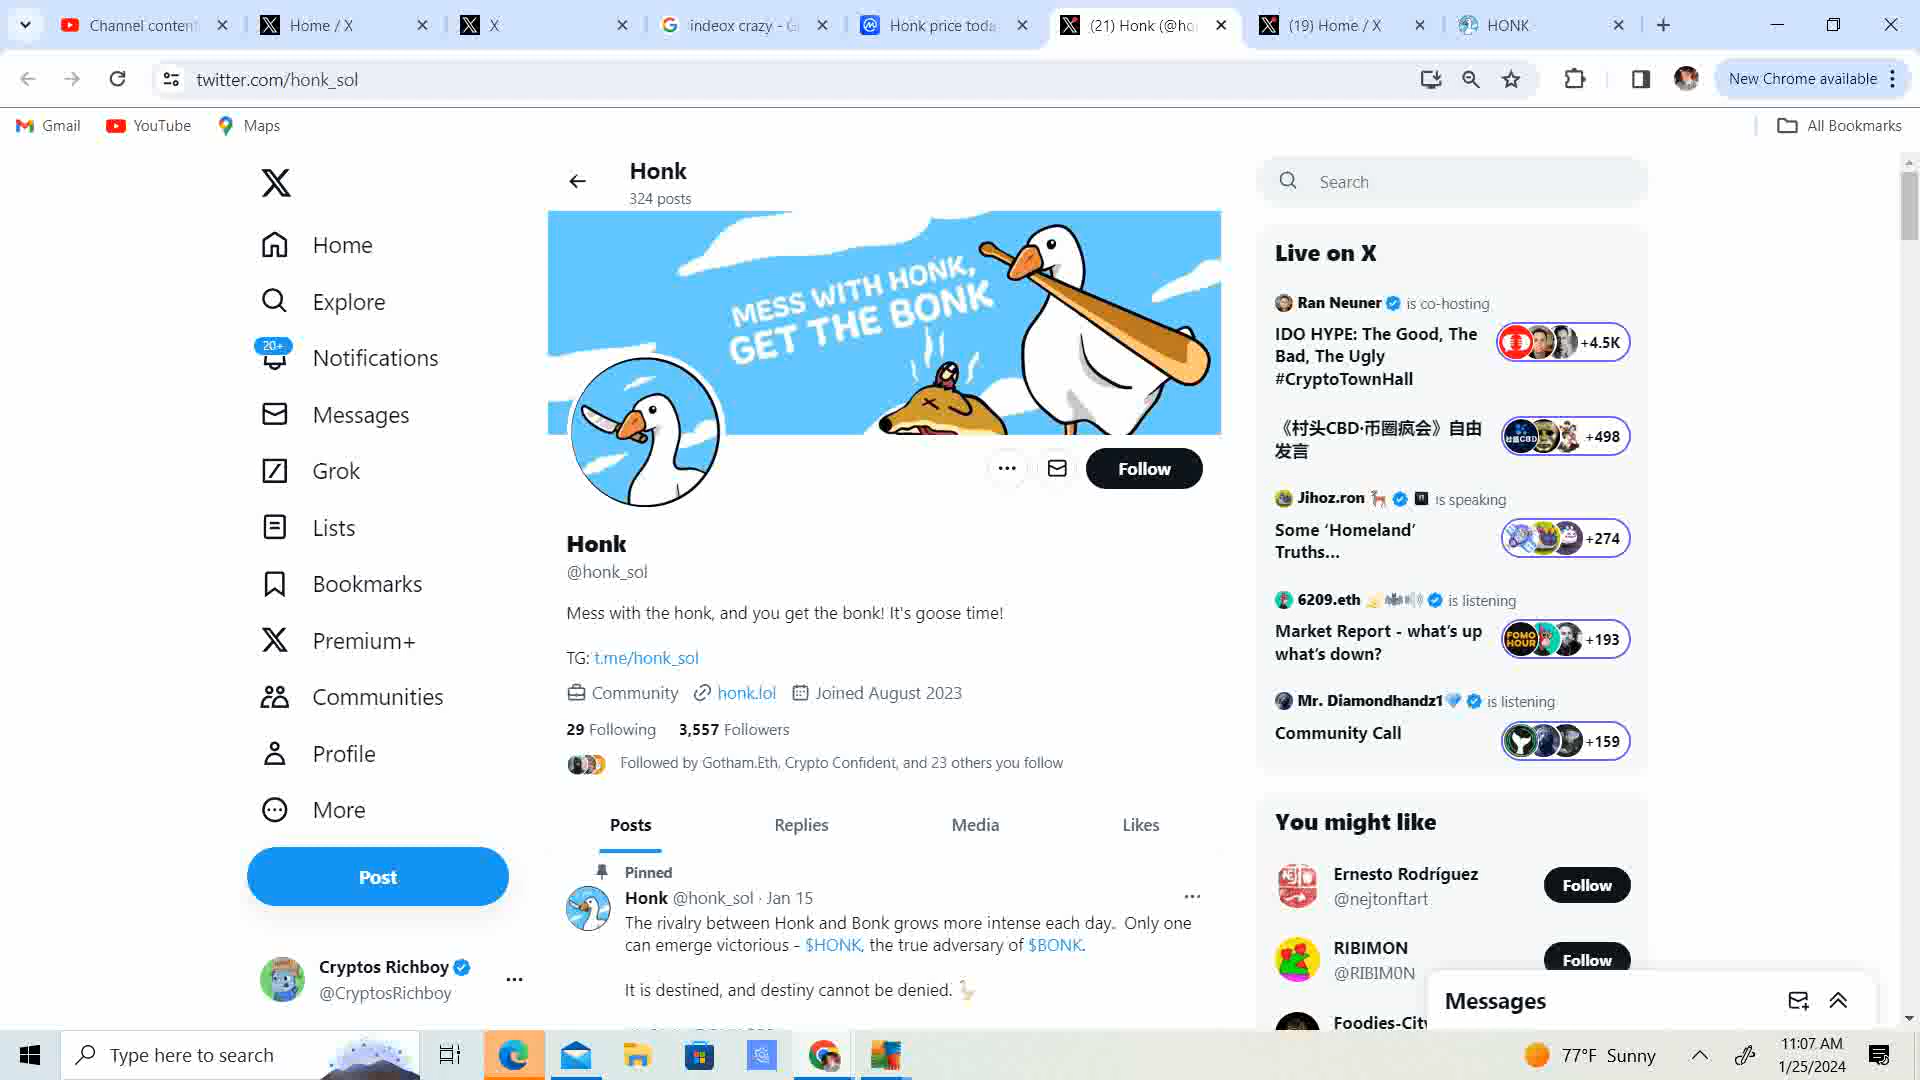 Channel content
Home / X
X
indeox crazy - G
Honk price toda
(21) Honk (@ho
(19) Home / X
HONK
twitter.com/honk_sol
New Chrome available
Gmail
YouTube
Maps
All Bookmarks
Home
Explore
20+
Notifications
Messages
Grok
Lists
Bookmarks
Premium+
Communities
Profile
More
Post
Cryptos Richboy
@CryptosRichboy
Honk
324 posts
MESS WITH HONK,
GET THE BONK
Follow
Honk
@honk_sol
Mess with the honk, and you get the bonk! It's goose time!
TG: t.me/honk_sol
Community honk.lol Joined August 2023
29 Following 3,557 Followers
Followed by Gotham.Eth, Crypto Confident, and 23 others you follow
Posts Replies Media Likes
Pinned
Honk @honk_sol · Jan 15
The rivalry between Honk and Bonk grows more intense each day. Only one
can emerge victorious - $HONK, the true adversary of $BONK.
It is destined, and destiny cannot be denied.
Search
Live on X
Ran Neuner is co-hosting
IDO HYPE: The Good, The
Bad, The Ugly
#CryptoTownHall
+4.5K
《村头CBD·币圈疯会》自由
发言
+498
Jihoz.ron is speaking
Some ‘Homeland’
Truths...
+274
6209.eth is listening
Market Report - what’s up
what’s down?
FOMO
HOUR
+193
Mr. Diamondhandz1 is listening
Community Call
+159
You might like
Ernesto Rodríguez
@nejtonftart
Follow
RIBIMON
@RIBIM0N
Follow
Foodies-City
Messages
Type here to search
77°F Sunny
11:07 AM
1/25/2024